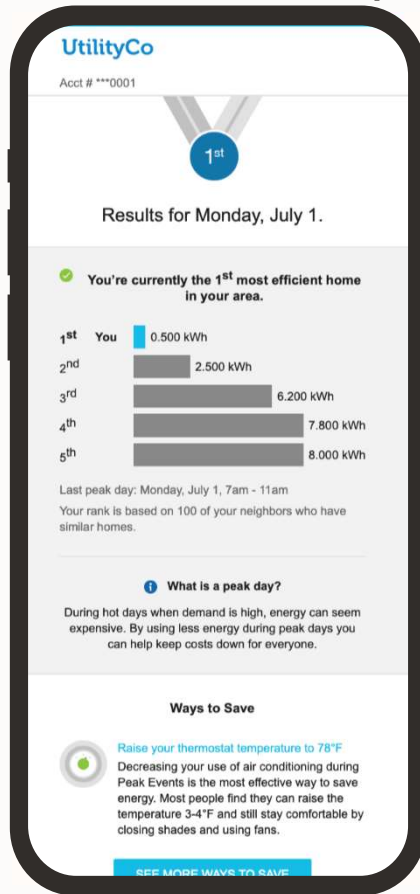 UtilityCo
Acct # ***0001
1st
Results for Monday, July 1.
You're currently the 1st most efficient home
in your area.
1st You 0.500 kWh
2nd 2.500 kWh
3rd 6.200 kWh
4th 7.800 kWh
5th 8.000 kWh
Last peak day: Monday, July 1, 7am - 11am
Your rank is based on 100 of your neighbors who have
similar homes.
What is a peak day?
During hot days when demand is high, energy can seem
expensive. By using less energy during peak days you
can help keep costs down for everyone.
Ways to Save
Raise your thermostat temperature to 78°F
Decreasing your use of air conditioning during
Peak Events is the most effective way to save
energy. Most people find they can raise the
temperature 3-4°F and still stay comfortable by
closing shades and using fans.
SEE MORE WAYS TO SAVE